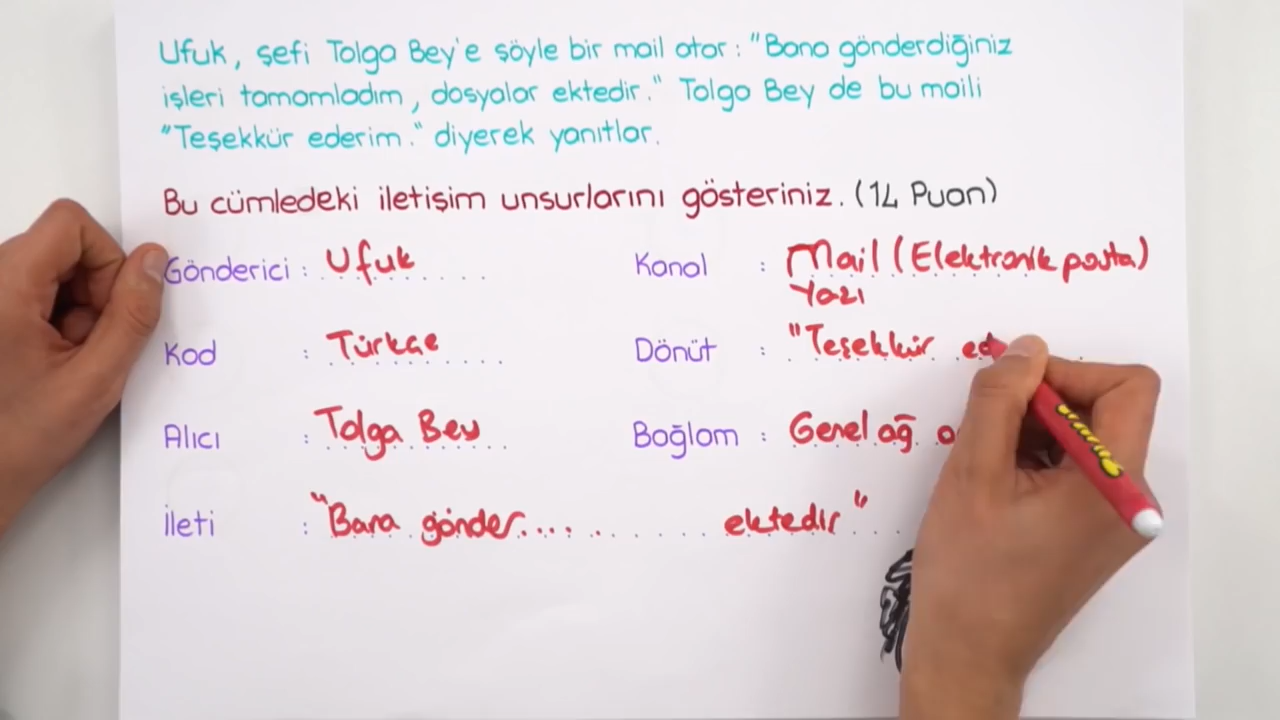 Ufuk, şefi Tolga Bey'e şöyle bir mail atar: "Bana gönderdiğiniz
işleri tamamladım, dosyalar ektedir." Tolga Bey de bu maili
"Teşekkür ederim." diyerek yanıtlar.
Bu cümledeki iletişim unsurlarını gösteriniz. (14 Puan)
Gönderici : Ufuk
Kanal : Mail (Elektronik posta)
Yazı
Kod : Türkçe
Dönüt : "Teşekkür ed
Alıcı : Tolga Bey
Bağlam : Genel ağ
İleti : "Bana gönder.... ektedir"